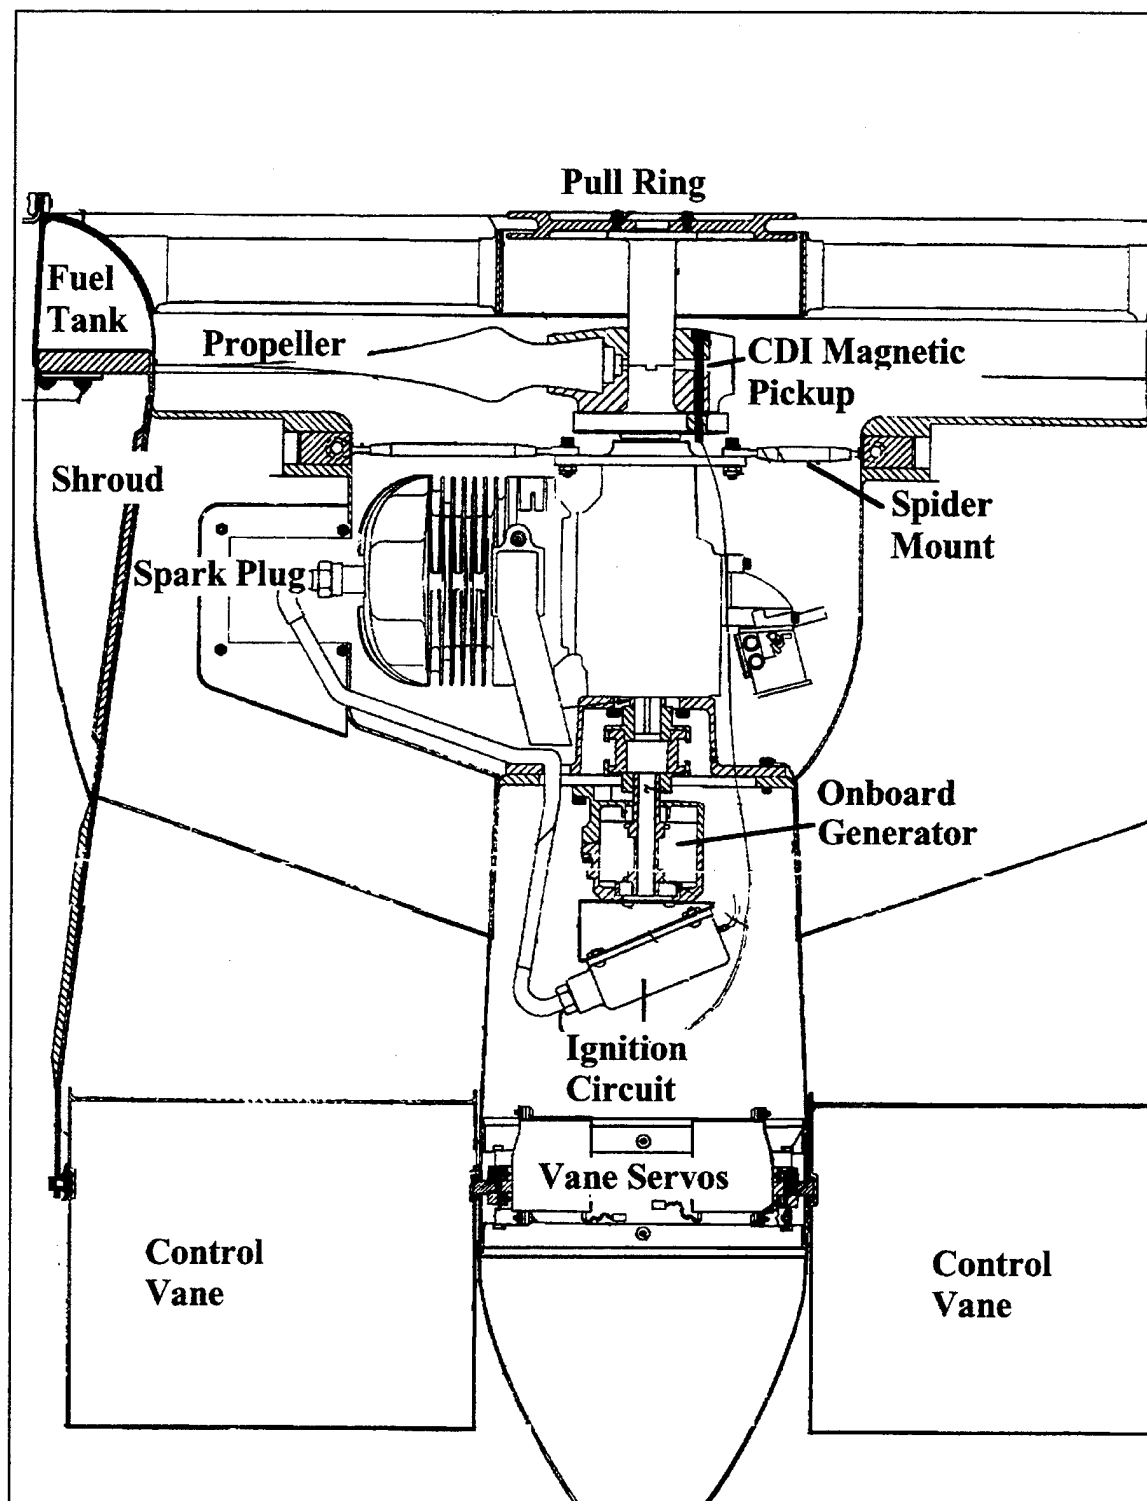 Pull Ring
Fuel
Tank
Propeller
CDI Magnetic
Pickup
Shroud
Spider
Mount
Spark Plug
Onboard
Generator
Ignition
Circuit
Vane Servos
Control
Vane
Control
Vane